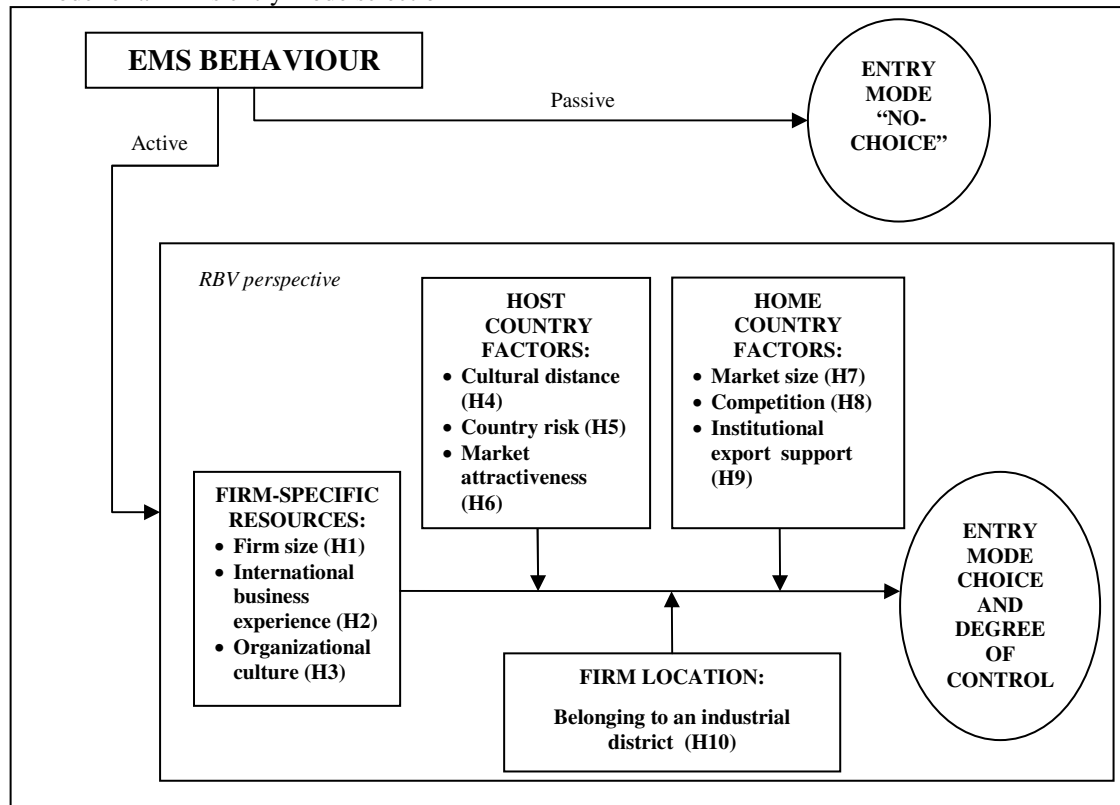 EMS BEHAVIOUR
Passive
ENTRY
MODE
“NO-
CHOICE”
Active
RBV perspective
HOST
COUNTRY
FACTORS:
• Cultural distance
(H4)
• Country risk (H5)
• Market
attractiveness
(H6)
HOME
COUNTRY
FACTORS:
• Market size (H7)
• Competition (H8)
• Institutional
export support
(H9)
FIRM-SPECIFIC
RESOURCES:
• Firm size (H1)
• International
business
experience (H2)
• Organizational
culture (H3)
ENTRY
MODE
CHOICE
AND
DEGREE
OF
CONTROL
FIRM LOCATION:
Belonging to an industrial
district (H10)